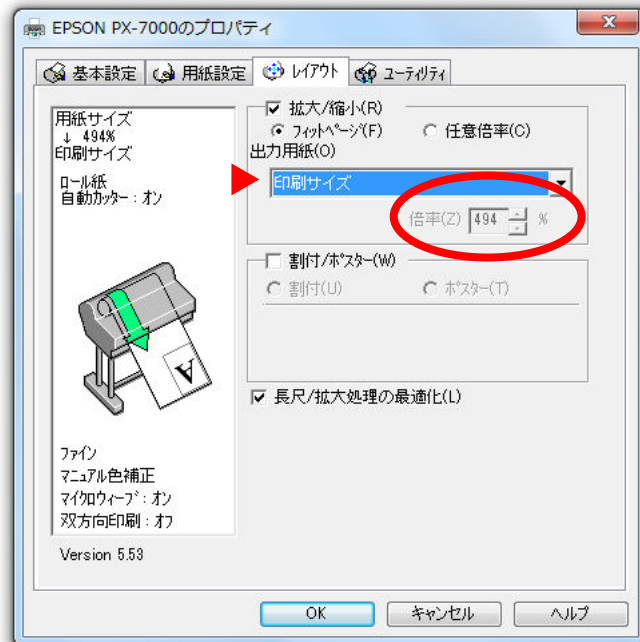 EPSON PX-7000のプロパティ
基本設定 用紙設定 レイアウト ユーティリティ
用紙サイズ
↓ 494%
印刷サイズ
ロール紙
自動カッター : オン
A
ファイン
マニュアル色補正
マイクロウィーブ : オン
双方向印刷 : オフ
Version 5.53
拡大/縮小(R)
フィットページ(F) 任意倍率(C)
出力用紙(O)
印刷サイズ
倍率(Z) 494 %
割付/ポスター(W)
割付(U) ポスター(T)
長尺/拡大処理の最適化(L)
OK キャンセル ヘルプ